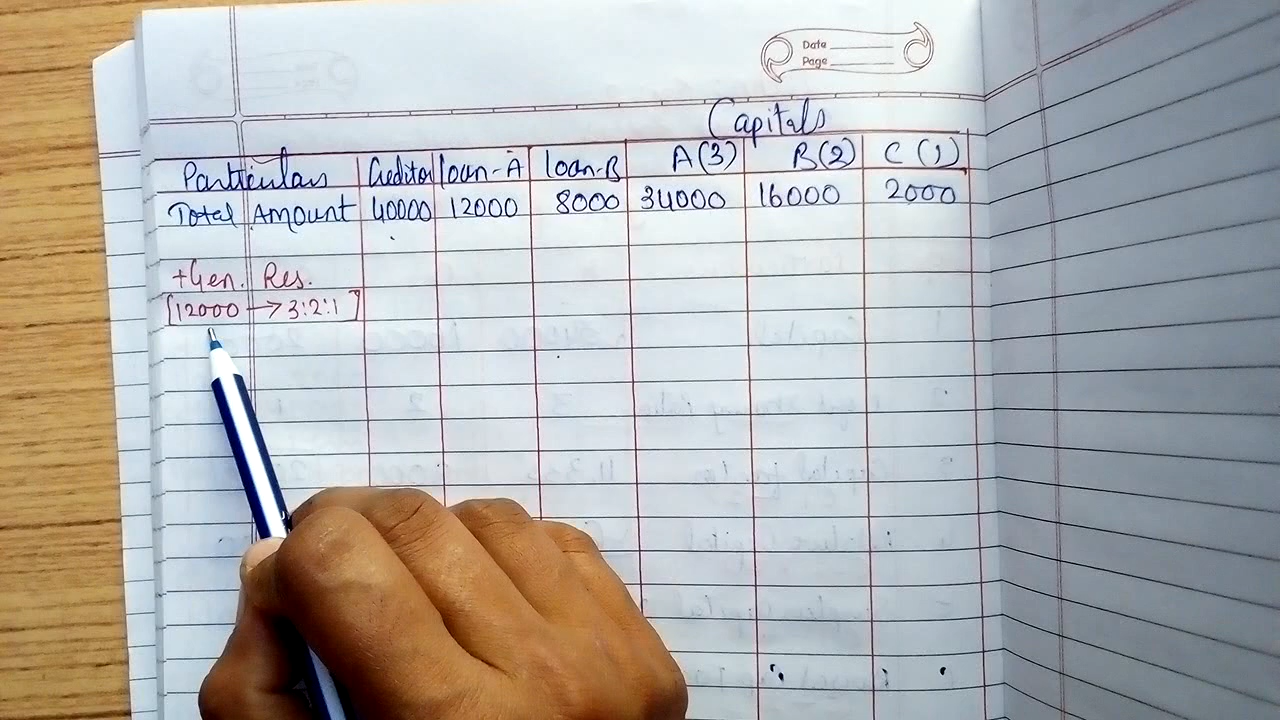 Date
Page
Capitals
Particulars Creditor loan-A loan-B A(3) B(2) C(1)
Total Amount 40000 12000 8000 34000 16000 2000
+Gen. Res.
[12000 → 3:2:1]